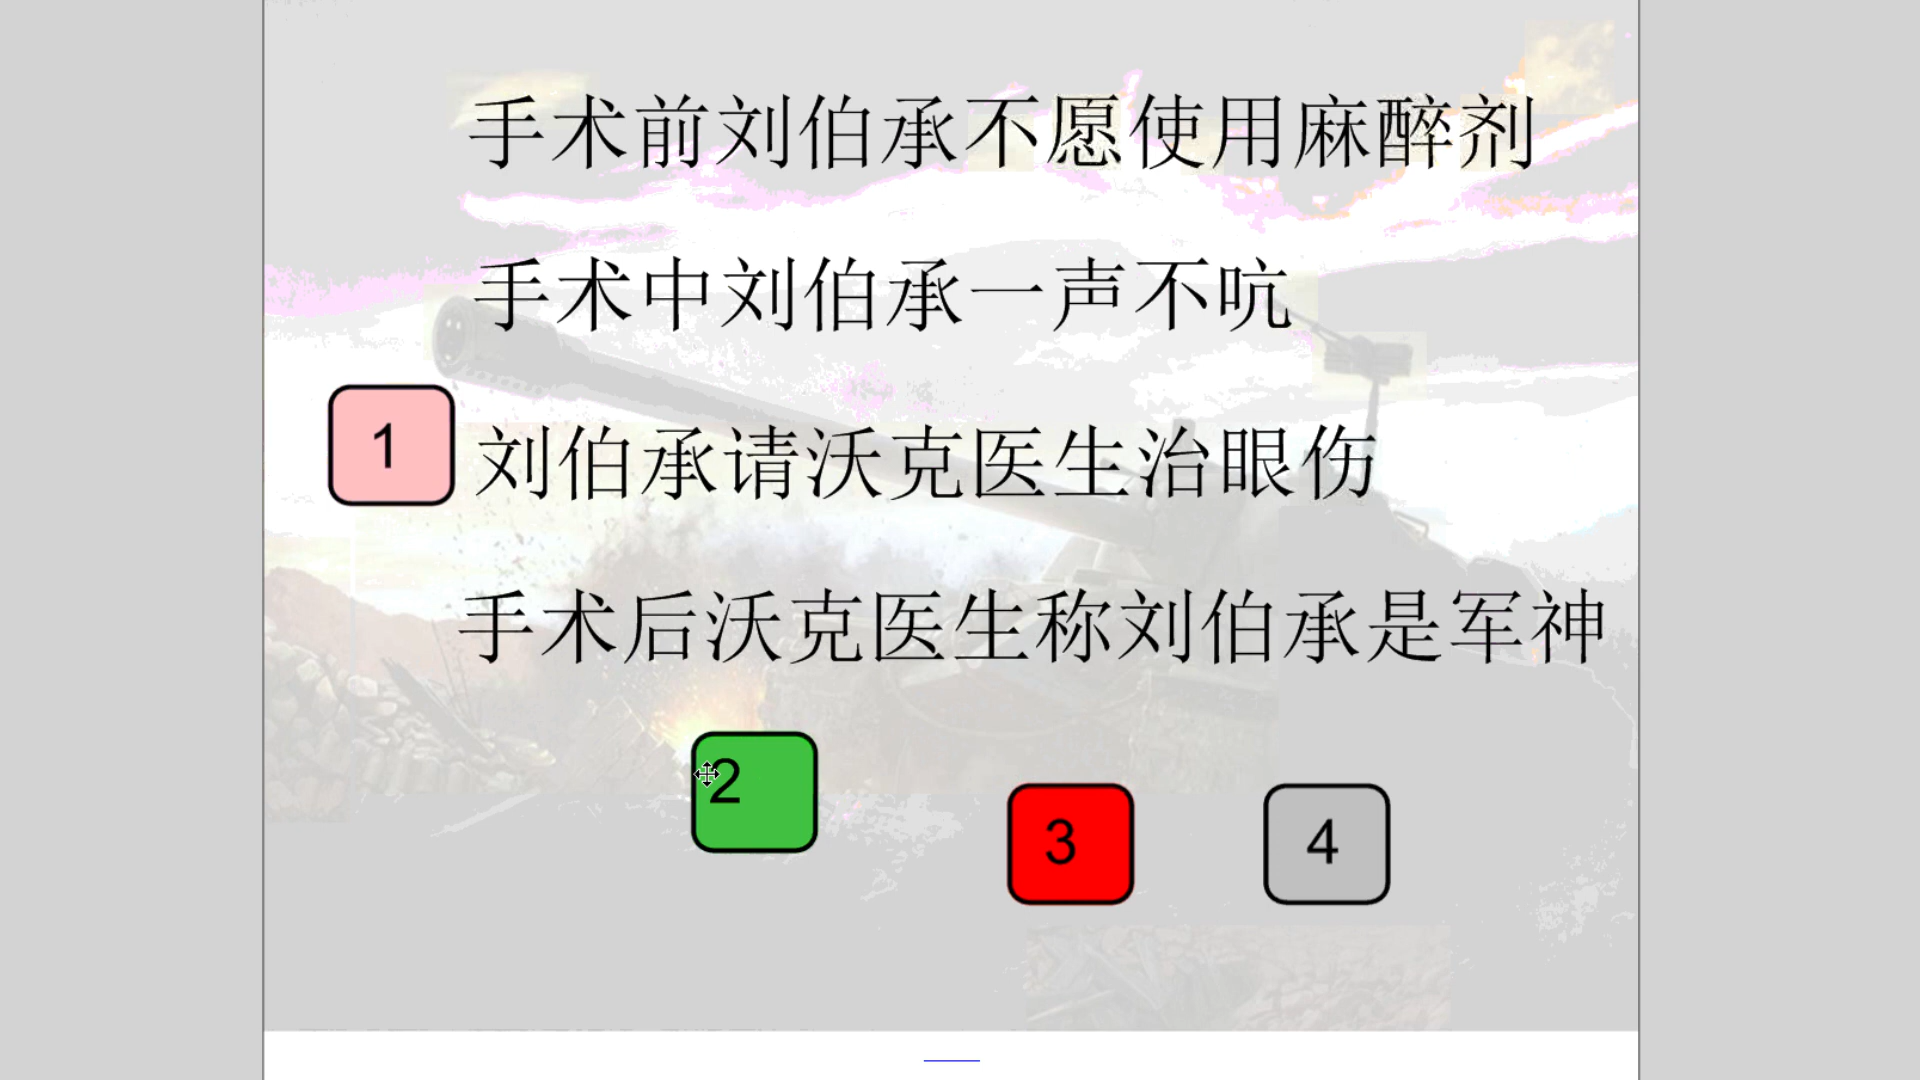 手术前刘伯承不愿使用麻醉剂
手术中刘伯承一声不吭
1 刘伯承请沃克医生治眼伤
手术后沃克医生称刘伯承是军神
2
3
4